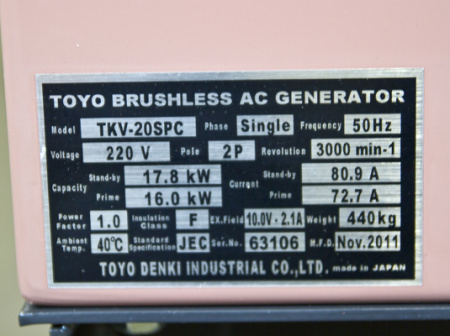 TOYO BRUSHLESS AC GENERATOR
Model TKV-20SPC Phase Single Frequency 50Hz
Voltage 220 V Pole 2P Revolution 3000 min-1
Capacity Stand-by 17.8 kW Current Stand-by 80.9 A
Prime 16.0 kW Prime 72.7 A
Power Factor 1.0 Insulation Class F EX.Field 10.0V-2.1A Weight 440kg
Ambient Temp. 40℃ Standard Specification JEC Ser.No. 63106 M.F.D. Nov.2011
TOYO DENKI INDUSTRIAL CO.,LTD. made in JAPAN